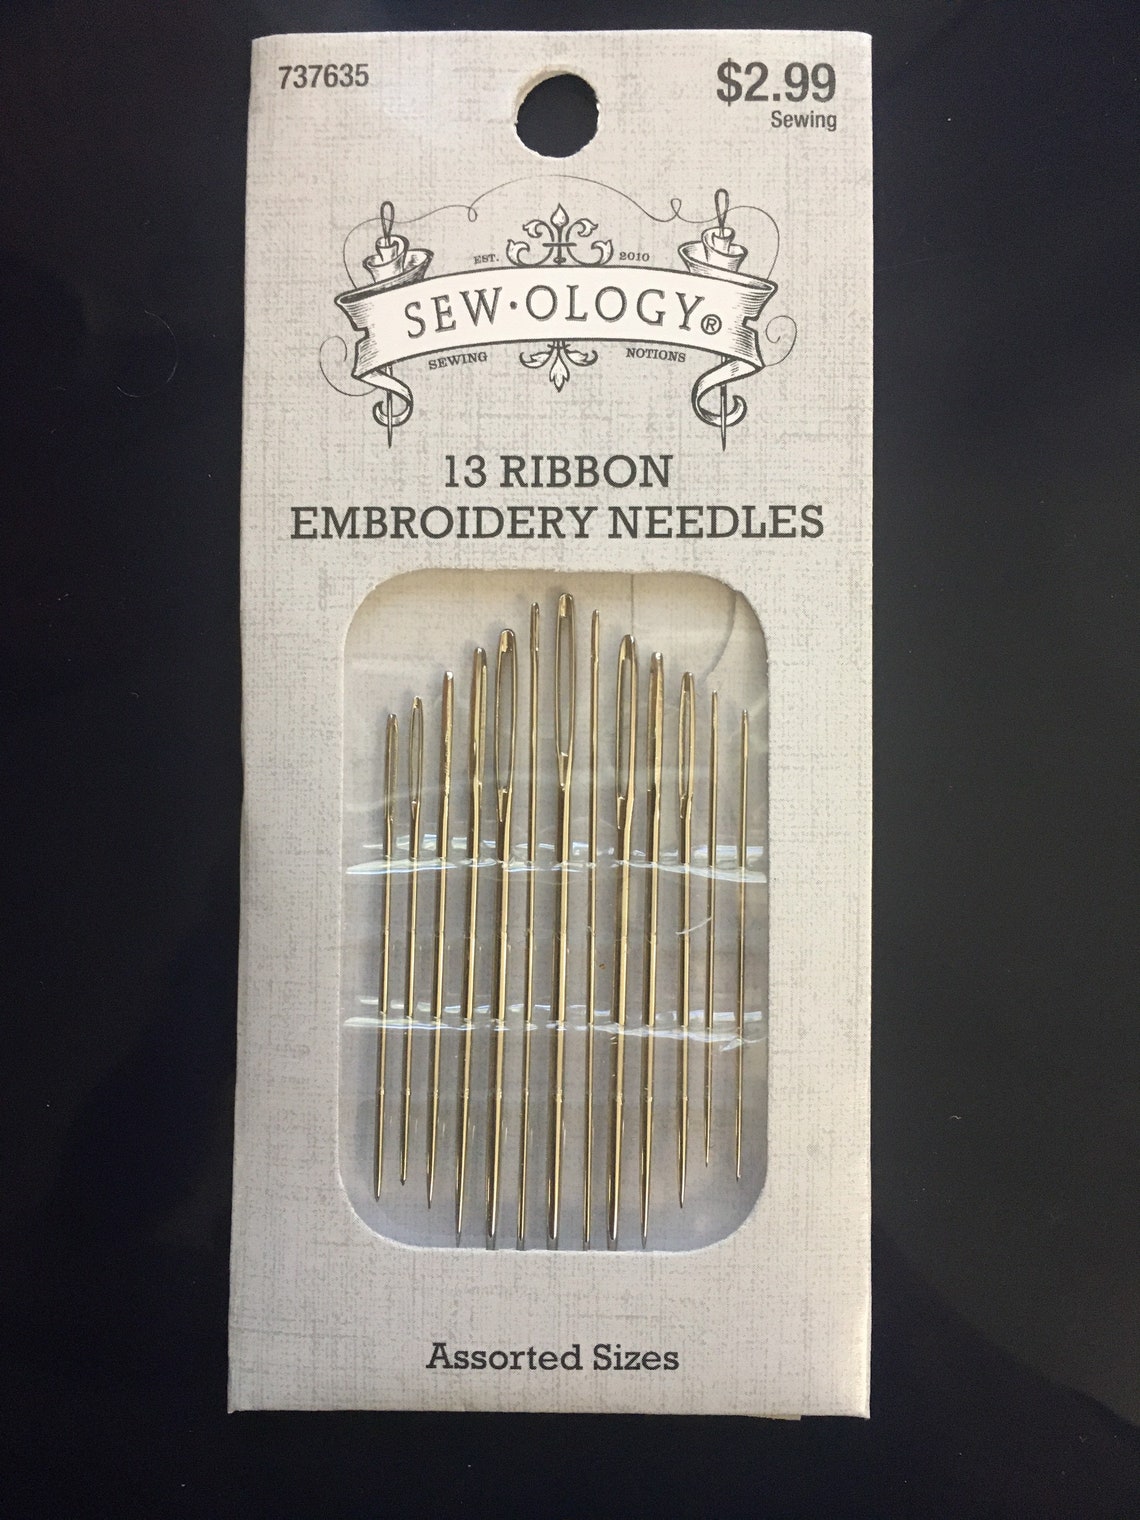 737635
$2.99
Sewing
EST. 2010
SEW·OLOGY®
SEWING NOTIONS
13 RIBBON
EMBROIDERY NEEDLES
Assorted Sizes